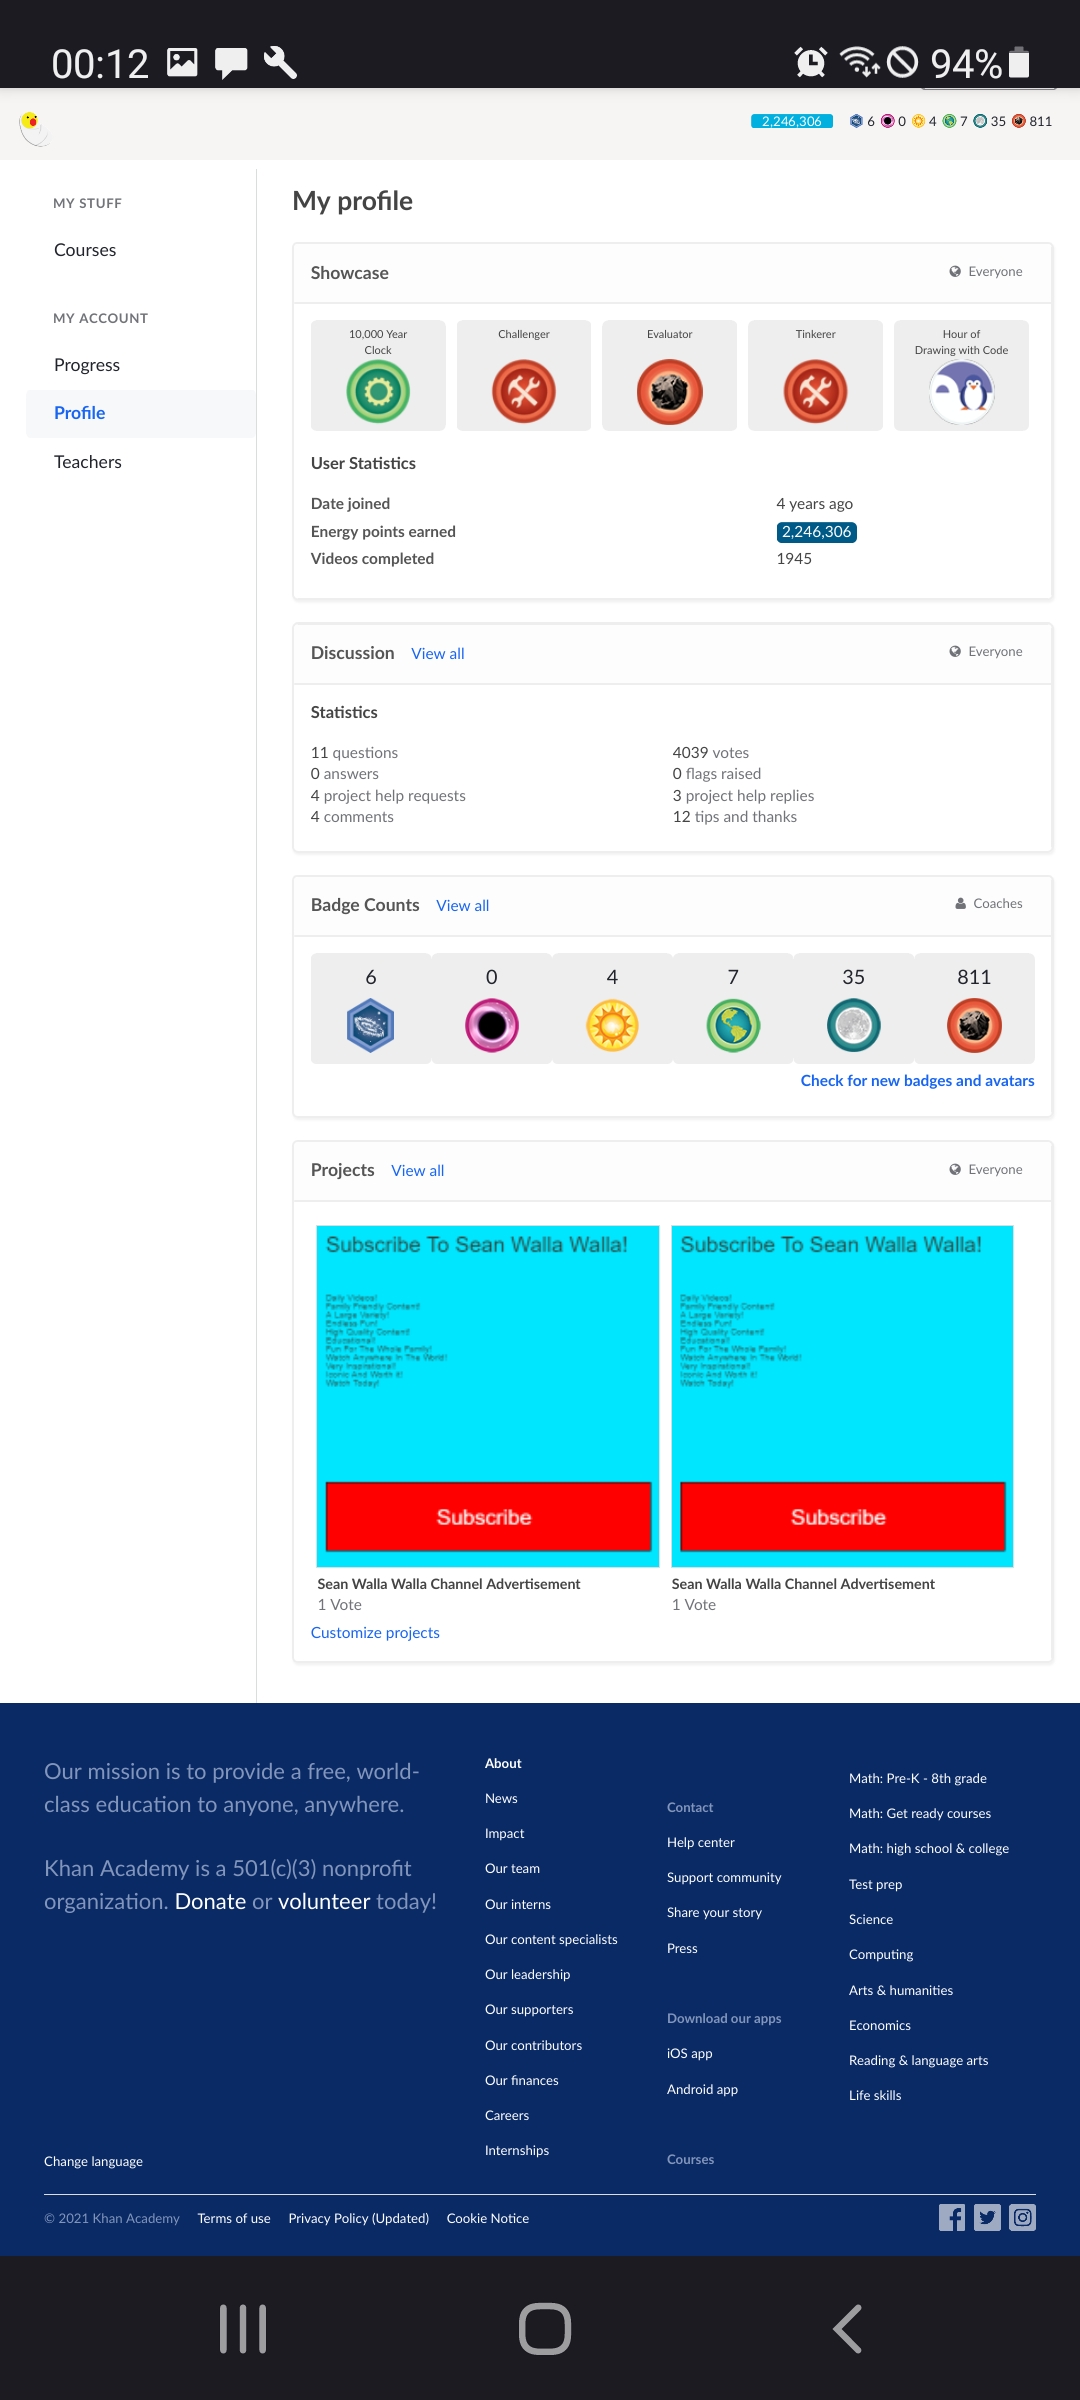 00:12
94%
2,246,306 6 0 4 7 35 811
MY STUFF
Courses
MY ACCOUNT
Progress
Profile
Teachers
My profile
Showcase
Everyone
10,000 Year
Clock
Challenger
Evaluator
Tinkerer
Hour of
Drawing with Code
User Statistics
Date joined 4 years ago
Energy points earned 2,246,306
Videos completed 1945
Discussion View all
Everyone
Statistics
11 questions 4039 votes
0 answers 0 flags raised
4 project help requests 3 project help replies
4 comments 12 tips and thanks
Badge Counts View all
Coaches
6 0 4 7 35 811
Check for new badges and avatars
Projects View all
Everyone
Subscribe To Sean Walla Walla!
Daily Videos!
Family Friendly Content!
A Large Variety!
Endless Fun!
High Quality Content!
Educational!
Fun For The Whole Family!
Watch Anywhere In The World!
Very Inspirational!
Iconic And Worth it!
Watch Today!
Subscribe
Sean Walla Walla Channel Advertisement
1 Vote
Subscribe To Sean Walla Walla!
Daily Videos!
Family Friendly Content!
A Large Variety!
Endless Fun!
High Quality Content!
Educational!
Fun For The Whole Family!
Watch Anywhere In The World!
Very Inspirational!
Iconic And Worth it!
Watch Today!
Subscribe
Sean Walla Walla Channel Advertisement
1 Vote
Customize projects
Our mission is to provide a free, world-
class education to anyone, anywhere.
Khan Academy is a 501(c)(3) nonprofit
organization. Donate or volunteer today!
About
News
Impact
Our team
Our interns
Our content specialists
Our leadership
Our supporters
Our contributors
Our finances
Careers
Internships
Contact
Help center
Support community
Share your story
Press
Download our apps
iOS app
Android app
Courses
Math: Pre-K - 8th grade
Math: Get ready courses
Math: high school & college
Test prep
Science
Computing
Arts & humanities
Economics
Reading & language arts
Life skills
Change language
© 2021 Khan Academy Terms of use Privacy Policy (Updated) Cookie Notice